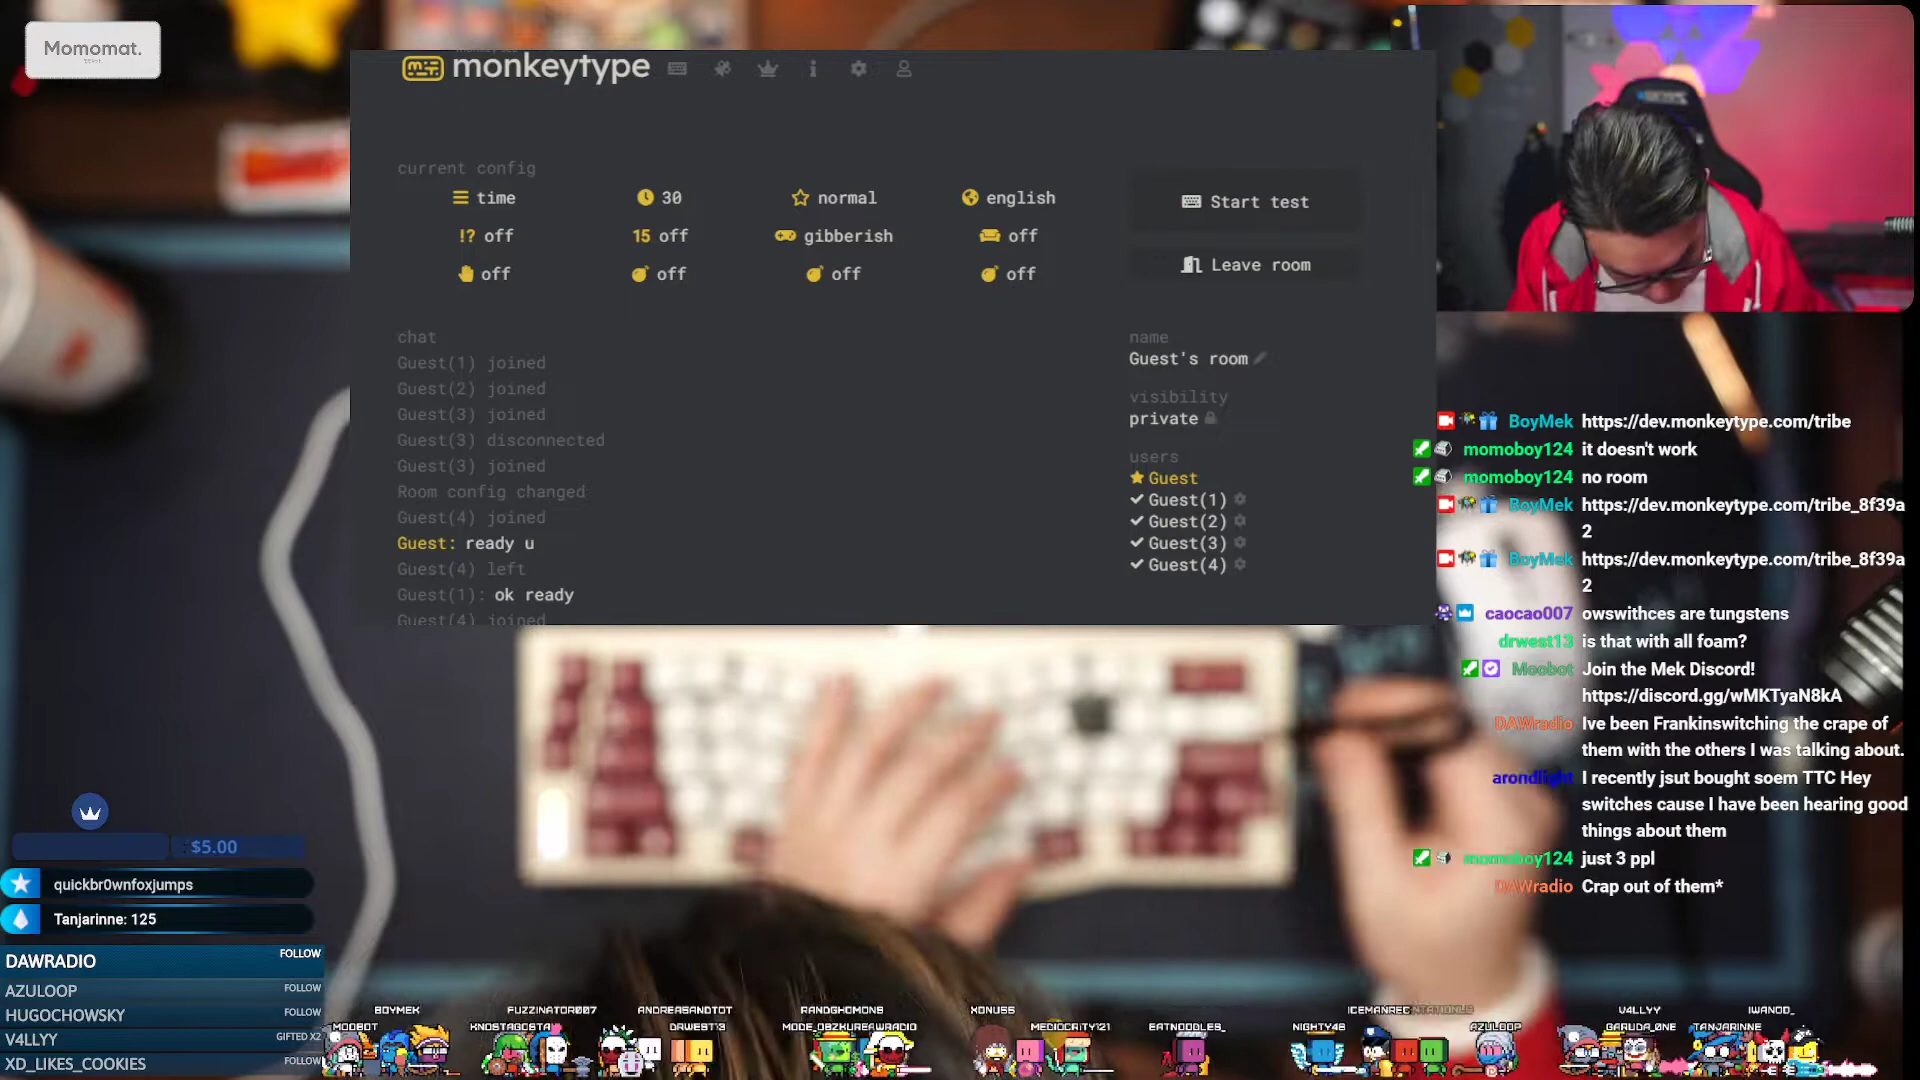 Momomat.
monkeytype
current config
time
30
normal
english
!? off
15 off
gibberish
off
off
off
off
off
Start test
Leave room
chat
Guest(1) joined
Guest(2) joined
Guest(3) joined
Guest(3) disconnected
Guest(3) joined
Room config changed
Guest(4) joined
Guest: ready u
Guest(4) left
Guest(1): ok ready
Guest(4) joined
name
Guest's room
visibility
private
users
Guest
Guest(1)
Guest(2)
Guest(3)
Guest(4)
BoyMek https://dev.monkeytype.com/tribe
momoboy124 it doesn't work
momoboy124 no room
BoyMek https://dev.monkeytype.com/tribe_8f39a
2
BoyMek https://dev.monkeytype.com/tribe_8f39a
2
caocao007 owswithces are tungstens
drwest13 is that with all foam?
Moobot Join the Mek Discord!
https://discord.gg/wMKTyaN8kA
DAWradio Ive been Frankinswitching the crape of
them with the others I was talking about.
arondlight I recently jsut bought soem TTC Hey
switches cause I have been hearing good
things about them
momoboy124 just 3 ppl
DAWradio Crap out of them*
$5.00
quickbr0wnfoxjumps
Tanjarinne: 125
DAWRADIO FOLLOW
AZULOOP FOLLOW
HUGOCHOWSKY FOLLOW
V4LLYY GIFTED X2
XD_LIKES_COOKIES FOLLOW
MOOBOT
BOYMEK
KNOSTAGOSTA
FUZZINATOR007
ANDREASANDTOT
DRWEST13
RANDGHOMONB
XONUSS
MEDIOCRITY121
EATNOODLES_
NIGHTY46
AZULOOP
V4LLYY
GARUDA_0NE
TANJARINNE
IWANOD_